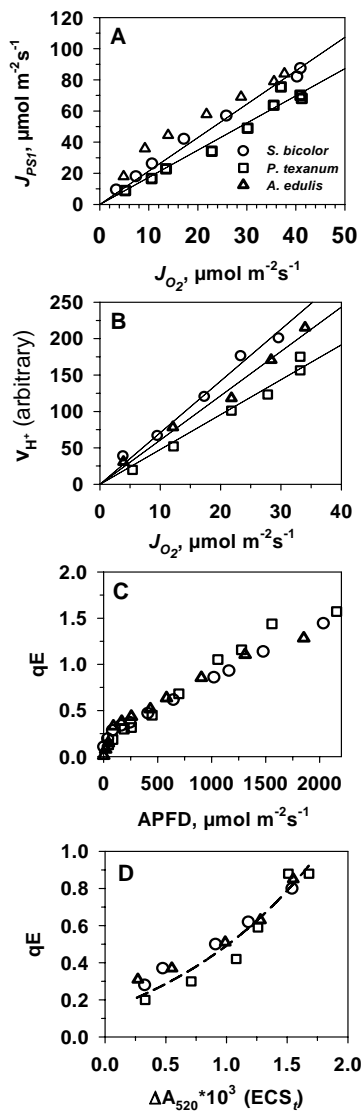 A
J_PS1, μmol m⁻²s⁻¹
120
100
80
60
40
20
0
S. bicolor
P. texanum
A. edulis
0 10 20 30 40 50
J_O₂, μmol m⁻²s⁻¹
B
v_H⁺ (arbitrary)
250
200
150
100
50
0
0 10 20 30 40
J_O₂, μmol m⁻²s⁻¹
C
qE
2.0
1.5
1.0
0.5
0.0
0 500 1000 1500 2000
APFD, μmol m⁻²s⁻¹
D
qE
1.0
0.8
0.6
0.4
0.2
0.0
0.0 0.5 1.0 1.5 2.0
ΔA₅₂₀*10³ (ECS_t)